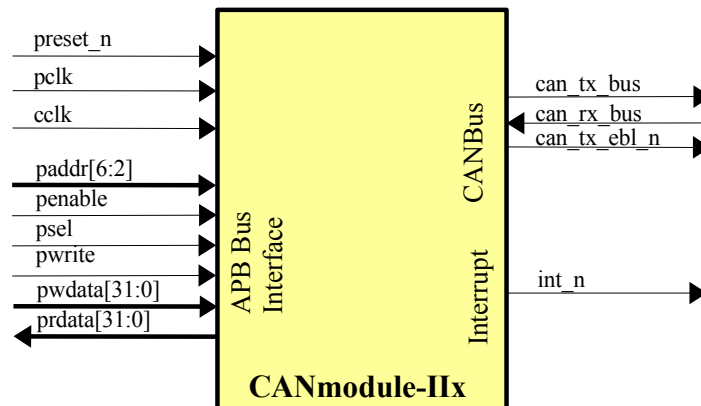 preset_n
pclk
cclk
paddr[6:2]
penable
psel
pwrite
pwdata[31:0]
prdata[31:0]
APB Bus
Interface
can_tx_bus
can_rx_bus
can_tx_ebl_n
CANBus
int_n
Interrupt
CANmodule-IIx